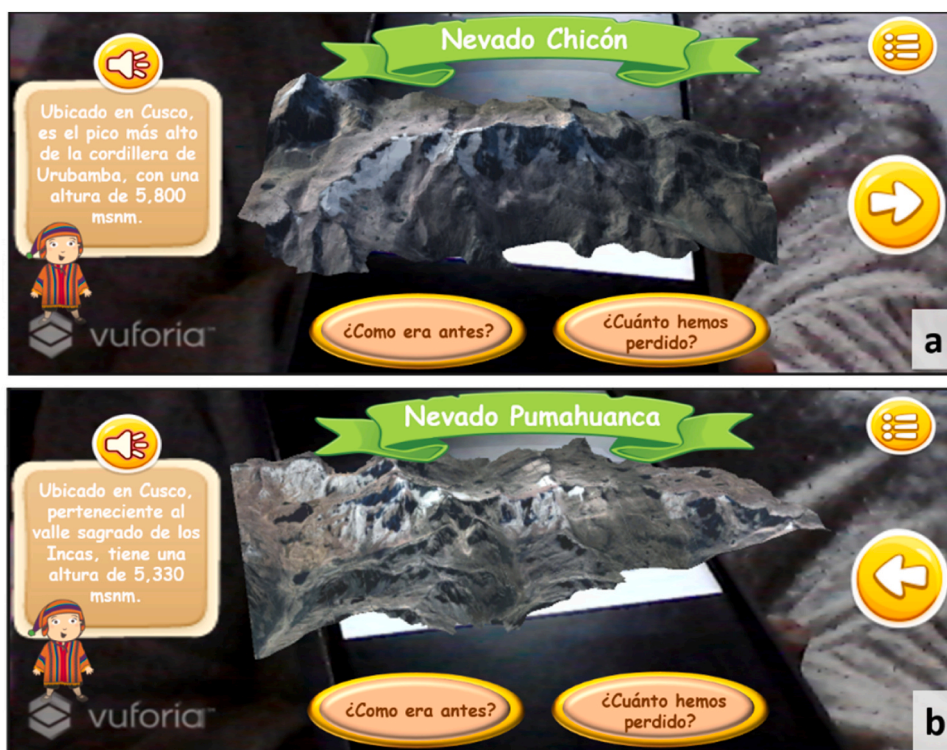 Nevado Chicón
Ubicado en Cusco,
es el pico más alto
de la cordillera de
Urubamba, con una
altura de 5,800
msnm.
vuforia™
¿Como era antes?
¿Cuánto hemos
perdido?
a
Nevado Pumahuanca
Ubicado en Cusco,
perteneciente al
valle sagrado de los
Incas, tiene una
altura de 5,330
msnm.
vuforia™
¿Como era antes?
¿Cuánto hemos
perdido?
b